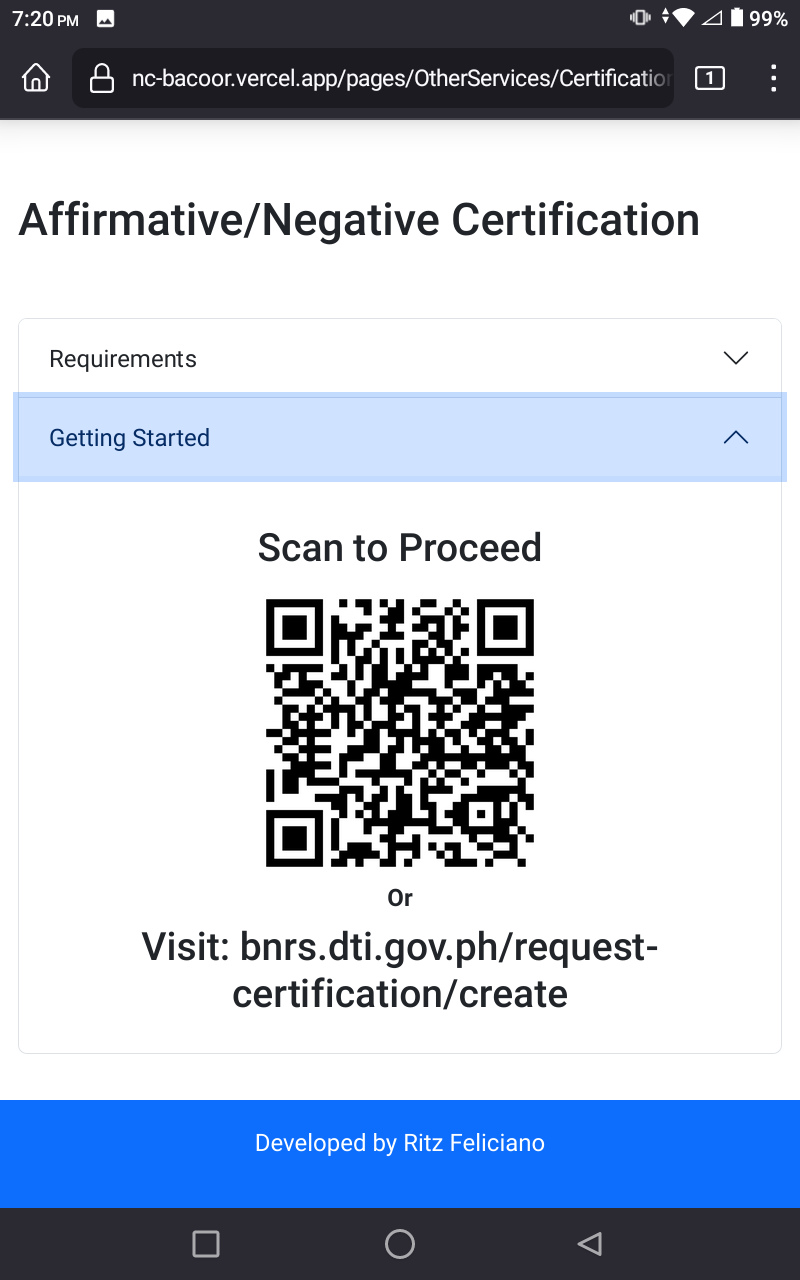 7:20 PM
99%
nc-bacoor.vercel.app/pages/OtherServices/Certification
1
Affirmative/Negative Certification
Requirements
Getting Started
Scan to Proceed
Or
Visit: bnrs.dti.gov.ph/request-
certification/create
Developed by Ritz Feliciano